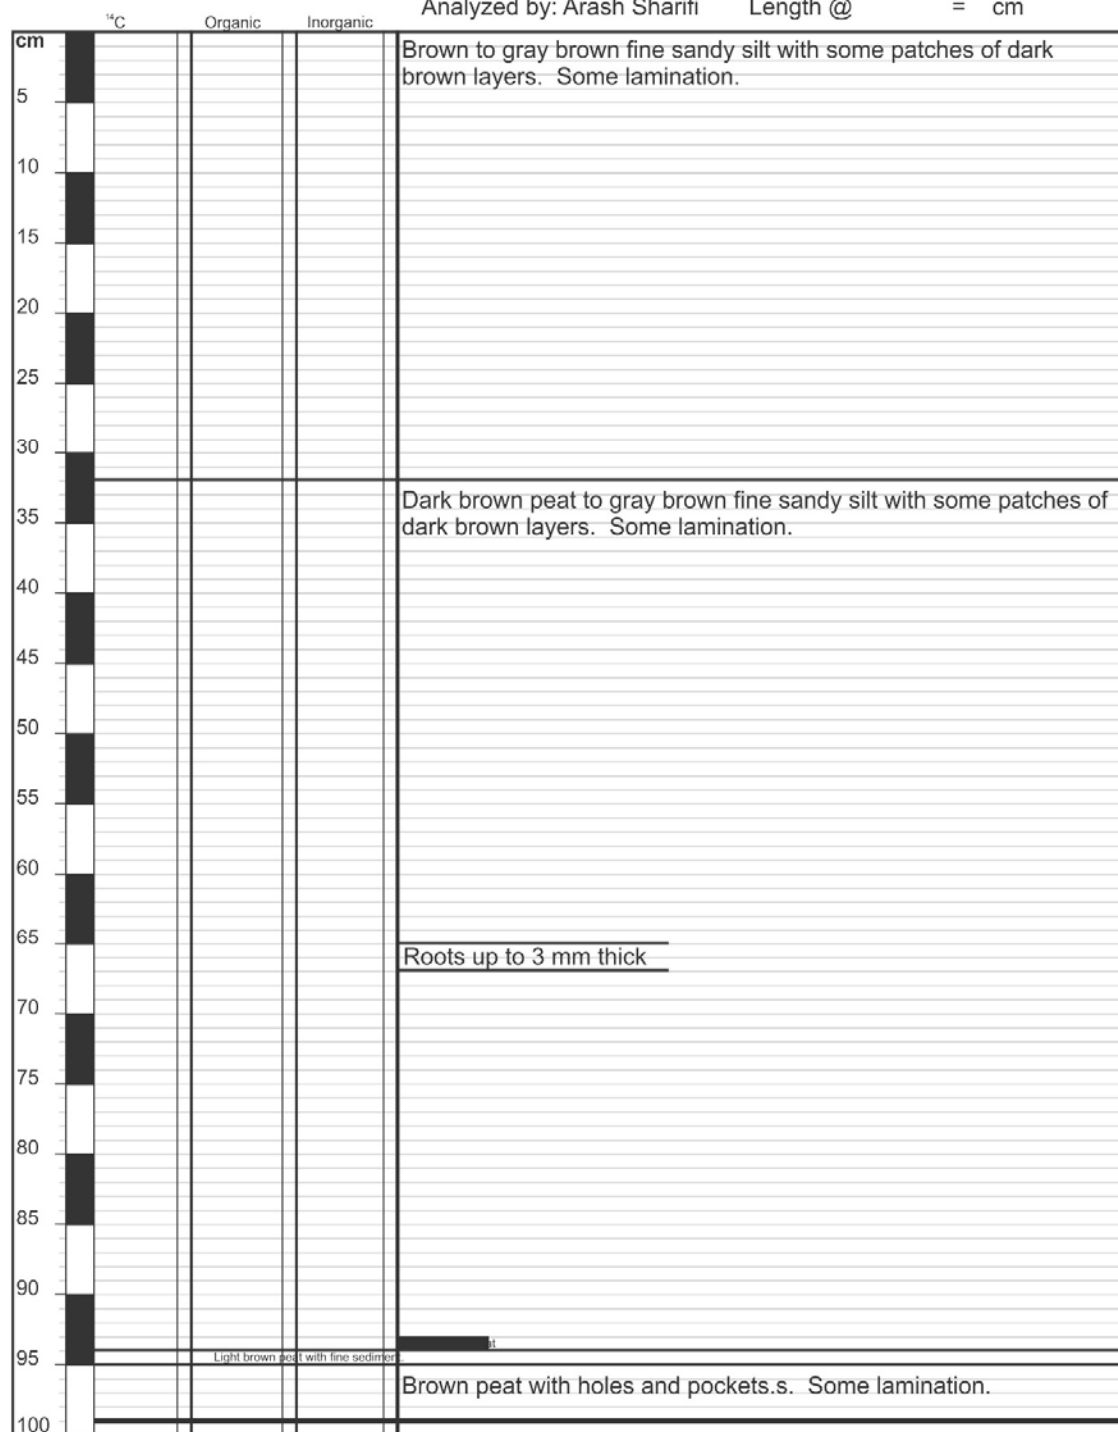 Analyzed by: Arash Sharifi Length @ = cm
14C Organic Inorganic
cm
Brown to gray brown fine sandy silt with some patches of dark
brown layers. Some lamination.
5
10
15
20
25
30
Dark brown peat to gray brown fine sandy silt with some patches of
dark brown layers. Some lamination.
35
40
45
50
55
60
65
Roots up to 3 mm thick
70
75
80
85
90
95
Light brown peat with fine sediment.
Brown peat with holes and pockets.s. Some lamination.
100